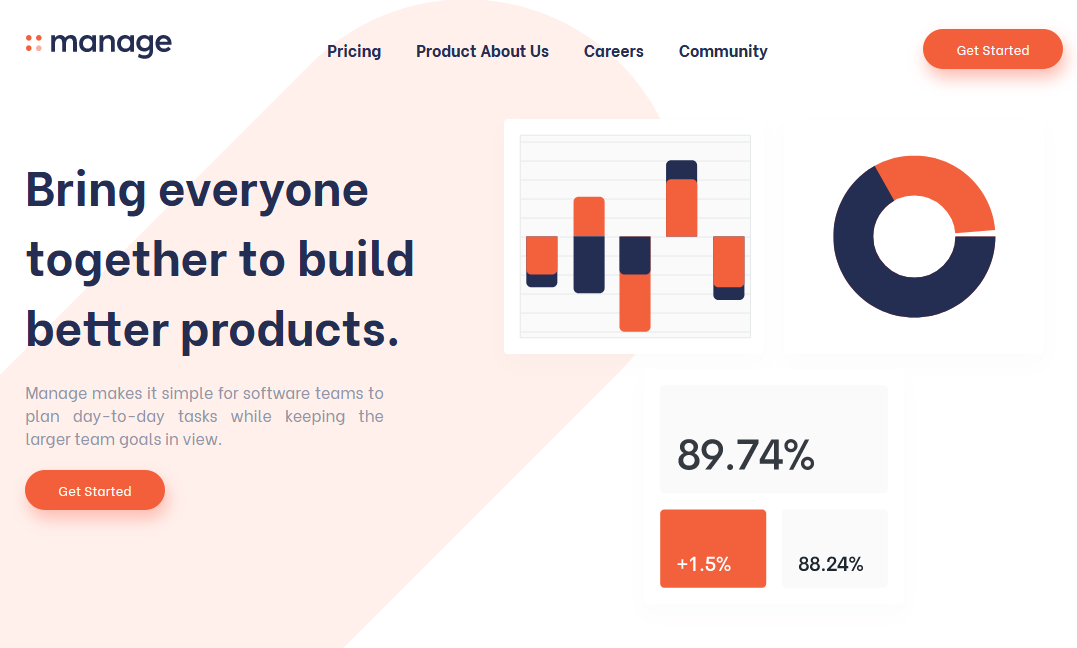 manage
Pricing Product About Us Careers Community
Get Started
Bring everyone
together to build
better products.
Manage makes it simple for software teams to
plan day-to-day tasks while keeping the
larger team goals in view.
Get Started
89.74%
+1.5%
88.24%